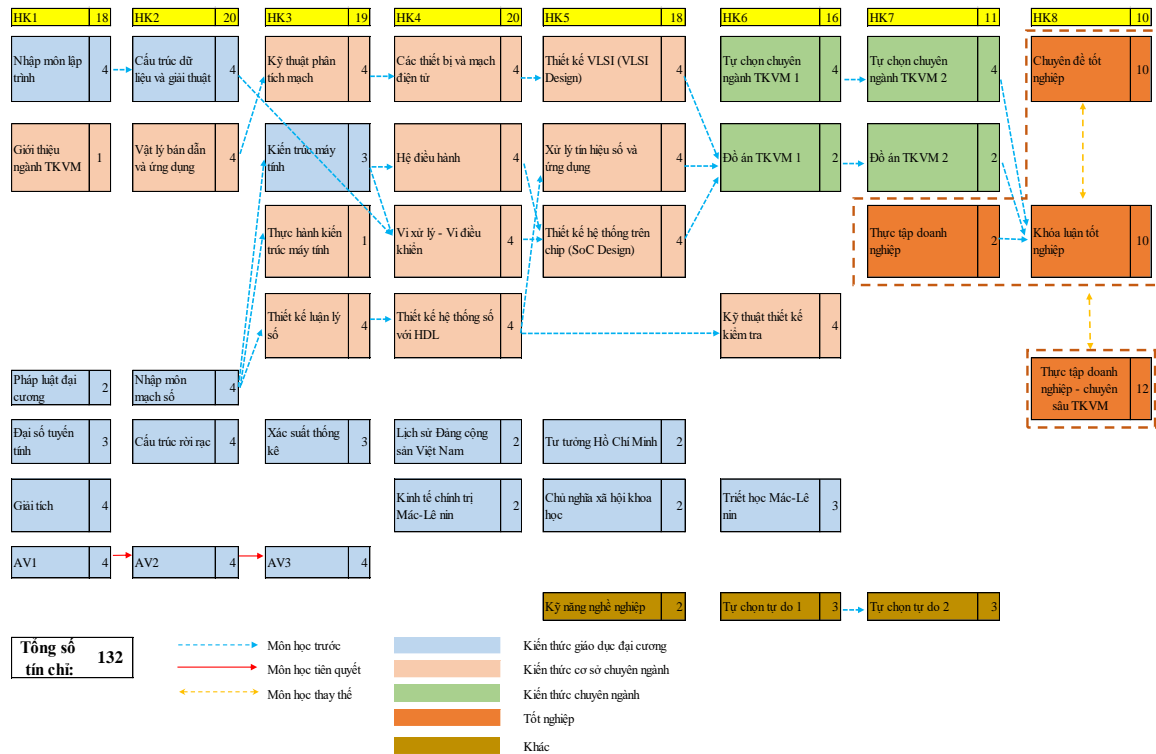 HK1 18
HK2 20
HK3 19
HK4 20
HK5 18
HK6 16
HK7 11
HK8 10
Nhập môn lập
trình
4
Cấu trúc dữ
liệu và giải thuật
4
Kỹ thuật phân
tích mạch
4
Các thiết bị và mạch
điện tử
4
Thiết kế VLSI (VLSI
Design)
4
Tự chọn chuyên
ngành TKVM 1
4
Tự chọn chuyên
ngành TKVM 2
4
Chuyên đề tốt
nghiệp
10
Giới thiệu
ngành TKVM
1
Vật lý bán dẫn
và ứng dụng
4
Kiến trúc máy
tính
3
Hệ điều hành
4
Xử lý tín hiệu số và
ứng dụng
4
Đồ án TKVM 1
2
Đồ án TKVM 2
2
Thực hành kiến
trúc máy tính
1
Vi xử lý - Vi điều
khiển
4
Thiết kế hệ thống trên
chip (SoC Design)
4
Thực tập doanh
nghiệp
2
Khóa luận tốt
nghiệp
10
Thiết kế luận lý
số
4
Thiết kế hệ thống số
với HDL
4
Kỹ thuật thiết kế
kiểm tra
4
Pháp luật đại
cương
2
Nhập môn
mạch số
4
Thực tập doanh
nghiệp - chuyên
sâu TKVM
12
Đại số tuyến
tính
3
Cấu trúc rời rạc
4
Xác suất thống
kê
3
Lịch sử Đảng cộng
sản Việt Nam
2
Tư tưởng Hồ Chí Minh
2
Giải tích
4
Kinh tế chính trị
Mác-Lê nin
2
Chủ nghĩa xã hội khoa
học
2
Triết học Mác-Lê
nin
3
AV1
4
AV2
4
AV3
4
Kỹ năng nghề nghiệp
2
Tự chọn tự do 1
3
Tự chọn tự do 2
3
Tổng số
tín chỉ:
132
Môn học trước
Môn học tiên quyết
Môn học thay thế
Kiến thức giáo dục đại cương
Kiến thức cơ sở chuyên ngành
Kiến thức chuyên ngành
Tốt nghiệp
Khác